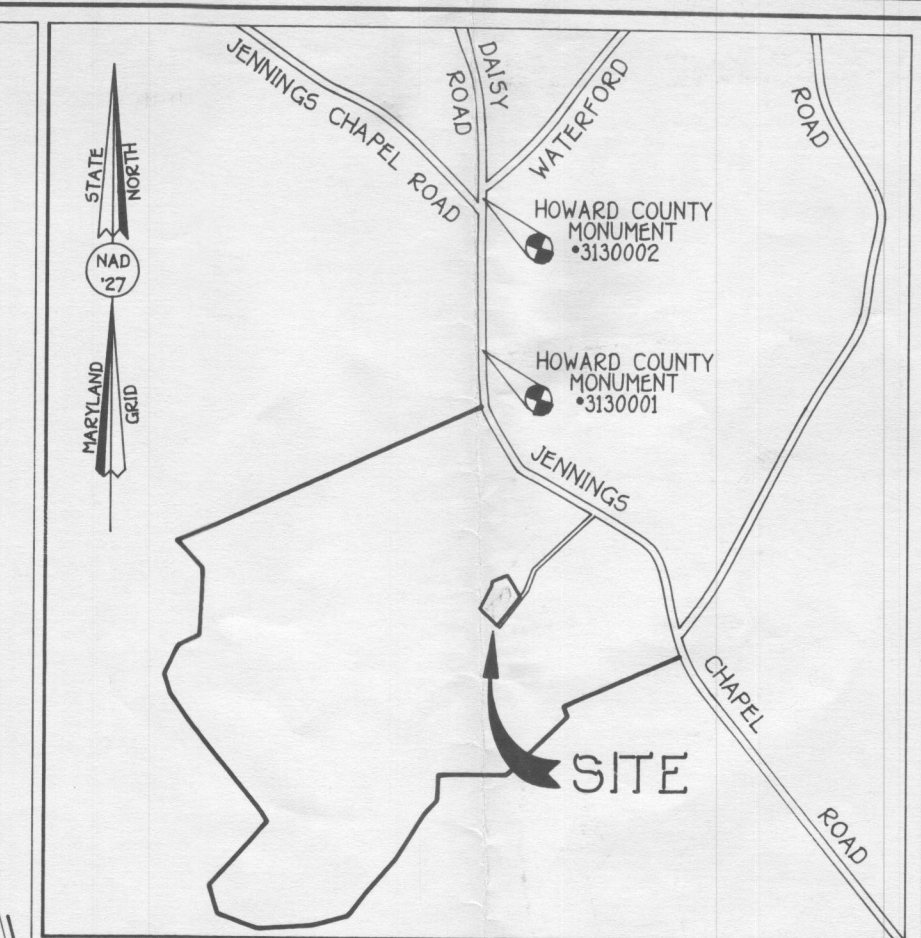 JENNINGS CHAPEL ROAD
DAISY
ROAD
WATERFORD
ROAD
STATE
NORTH
NAD
'27
MARYLAND
GRID
HOWARD COUNTY
MONUMENT
•3130002
HOWARD COUNTY
MONUMENT
•3130001
JENNINGS
CHAPEL
ROAD
SITE